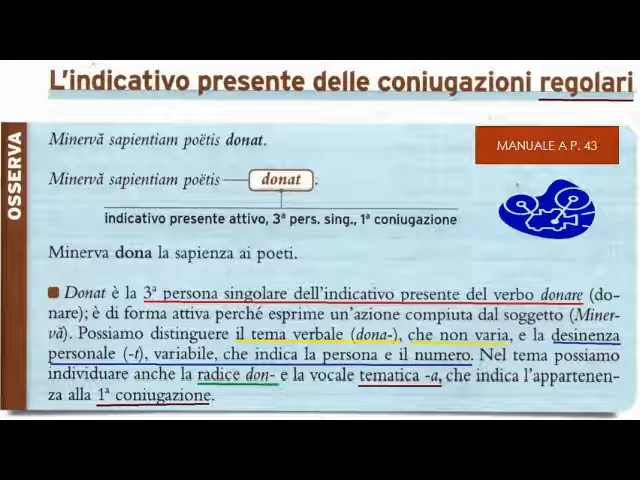 L'indicativo presente delle coniugazioni regolari
OSSERVA
Minervă sapientiam poëtis donat.
MANUALE A P. 43
Minervă sapientiam poëtis donat.
indicativo presente attivo, 3ª pers. sing., 1ª coniugazione
Minerva dona la sapienza ai poeti.
Donat è la 3ª persona singolare dell'indicativo presente del verbo donare (do-
nare); è di forma attiva perché esprime un'azione compiuta dal soggetto (Miner-
vă). Possiamo distinguere il tema verbale (dona-), che non varia, e la desinenza
personale (-t), variabile, che indica la persona e il numero. Nel tema possiamo
individuare anche la radice don- e la vocale tematica -a, che indica l'appartenen-
za alla 1ª coniugazione.